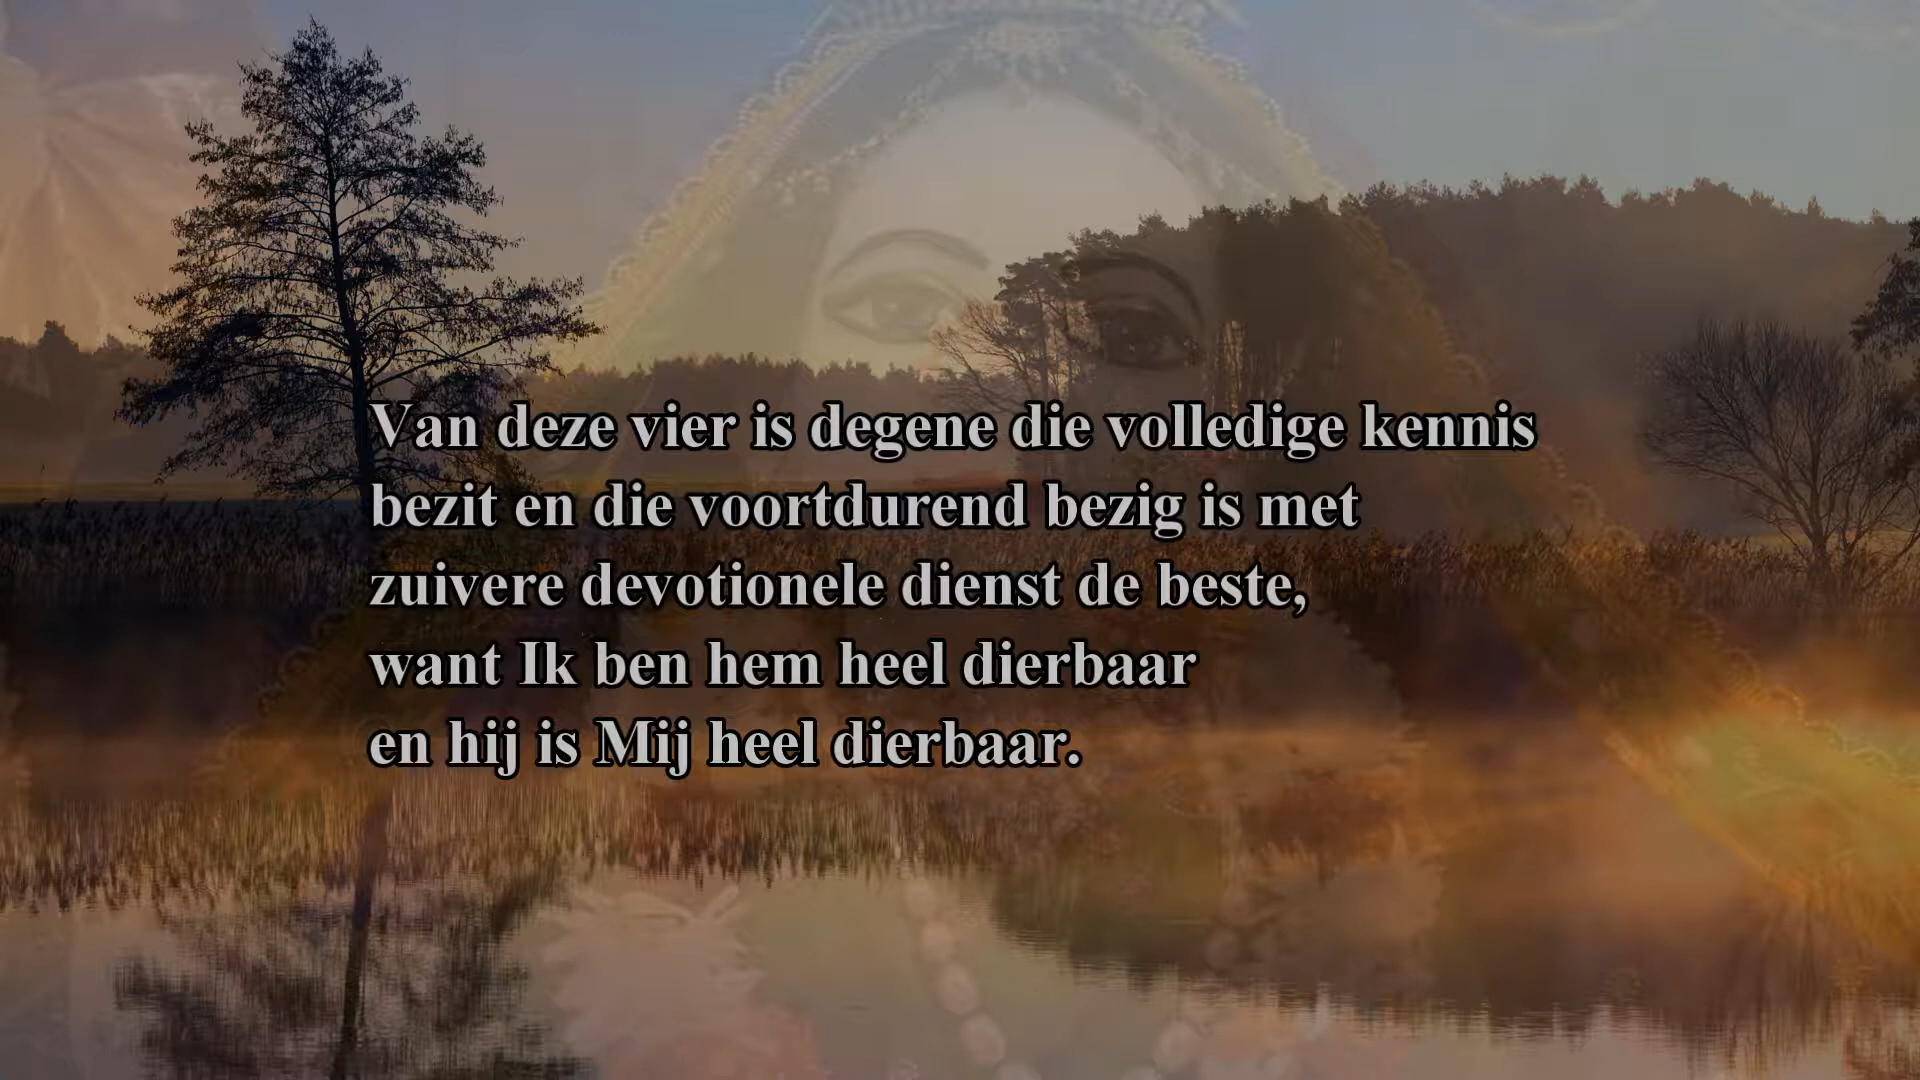 Van deze vier is degene die volledige kennis
bezit en die voortdurend bezig is met
zuivere devotionele dienst de beste,
want Ik ben hem heel dierbaar
en hij is Mij heel dierbaar.